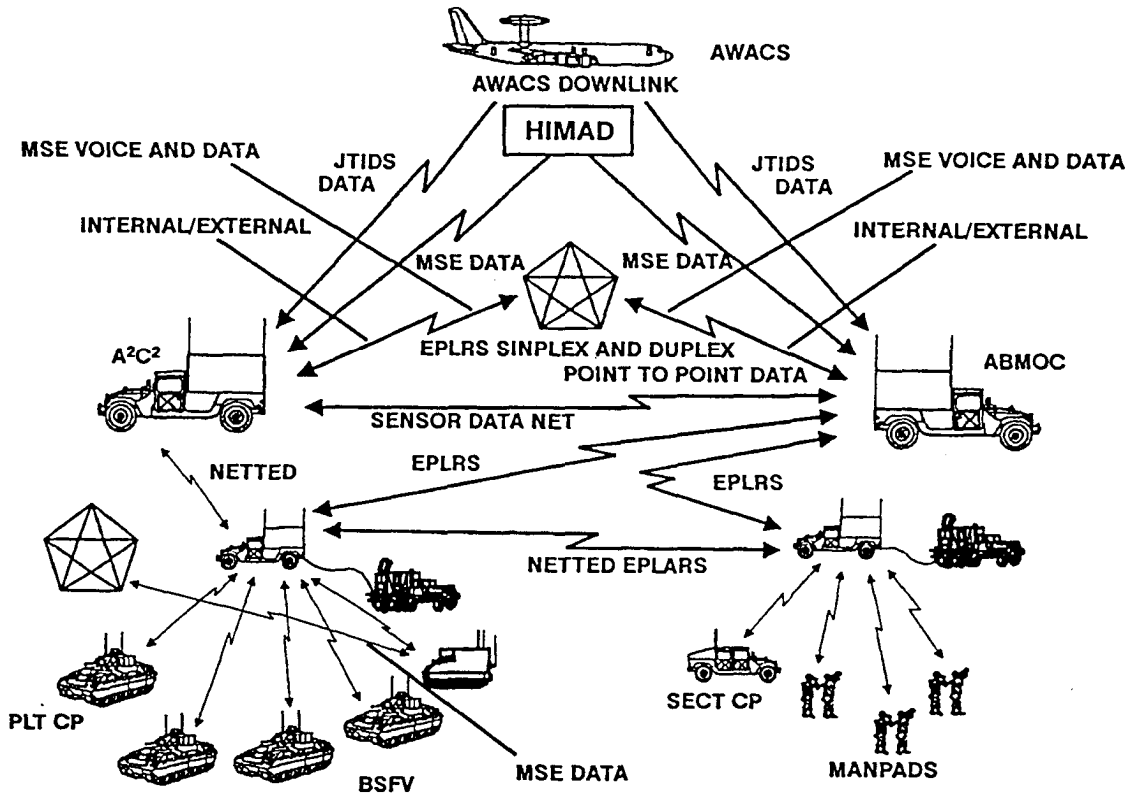 AWACS
AWACS DOWNLINK
HIMAD
MSE VOICE AND DATA
JTIDS
DATA
JTIDS
DATA
MSE VOICE AND DATA
INTERNAL/EXTERNAL
INTERNAL/EXTERNAL
MSE DATA
MSE DATA
A²C²
EPLRS SINPLEX AND DUPLEX
POINT TO POINT DATA
ABMOC
SENSOR DATA NET
EPLRS
NETTED
EPLRS
NETTED EPLARS
PLT CP
SECT CP
BSFV
MSE DATA
MANPADS